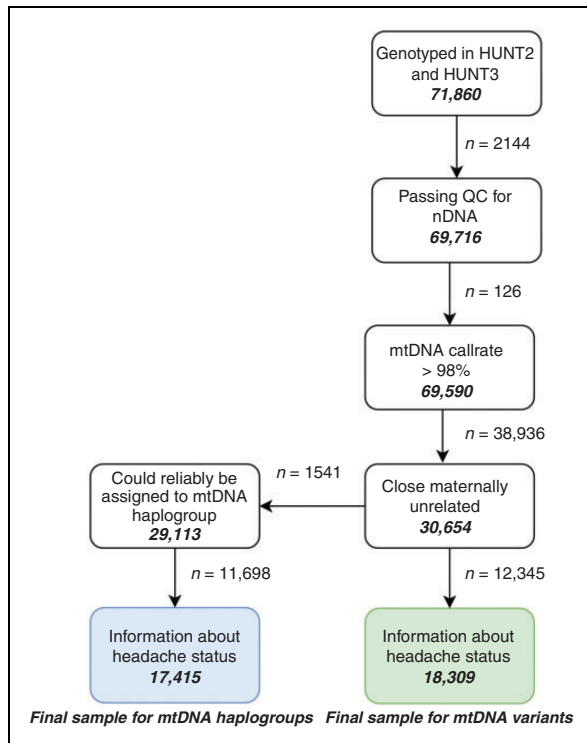 Genotyped in HUNT2
and HUNT3
71,860
n = 2144
Passing QC for
nDNA
69,716
n = 126
mtDNA callrate
> 98%
69,590
n = 38,936
Close maternally
unrelated
30,654
n = 1541
Could reliably be
assigned to mtDNA
haplogroup
29,113
n = 11,698
n = 12,345
Information about
headache status
17,415
Information about
headache status
18,309
Final sample for mtDNA haplogroups
Final sample for mtDNA variants